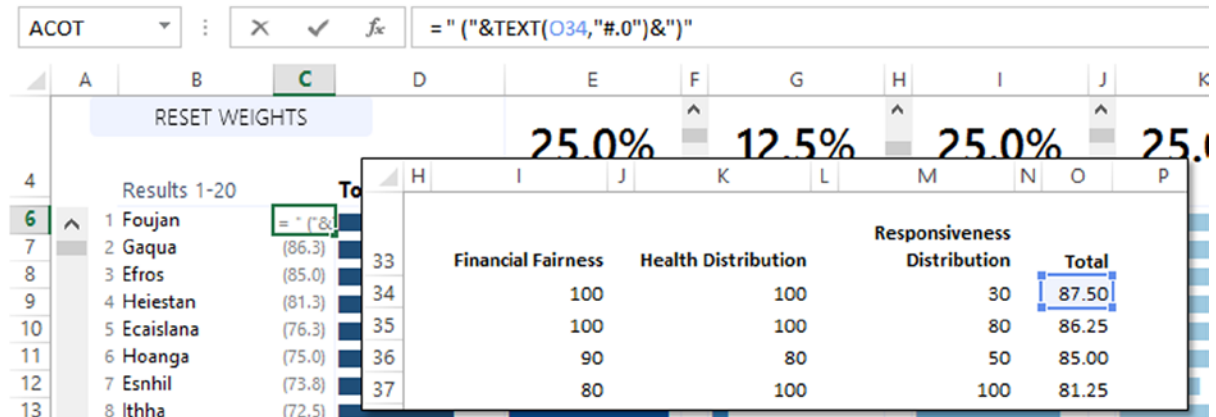 ACOT fx =" ("&TEXT(O34,"#.0")&")"
A B C D E F G H I J K
RESET WEIGHTS
25.0% 12.5% 25.0% 25.
4 Results 1-20 To
H I J K L M N O P
6 1 Foujan = " ("&
7 2 Gaqua (86.3)
8 3 Efros (85.0)
9 4 Heiestan (81.3)
10 5 Ecaislana (76.3)
11 6 Hoanga (75.0)
12 7 Esnhil (73.8)
13 8 Ithha (72.5)
Responsiveness
33 Financial Fairness Health Distribution Distribution Total
34 100 100 30 87.50
35 100 100 80 86.25
36 90 80 50 85.00
37 80 100 100 81.25